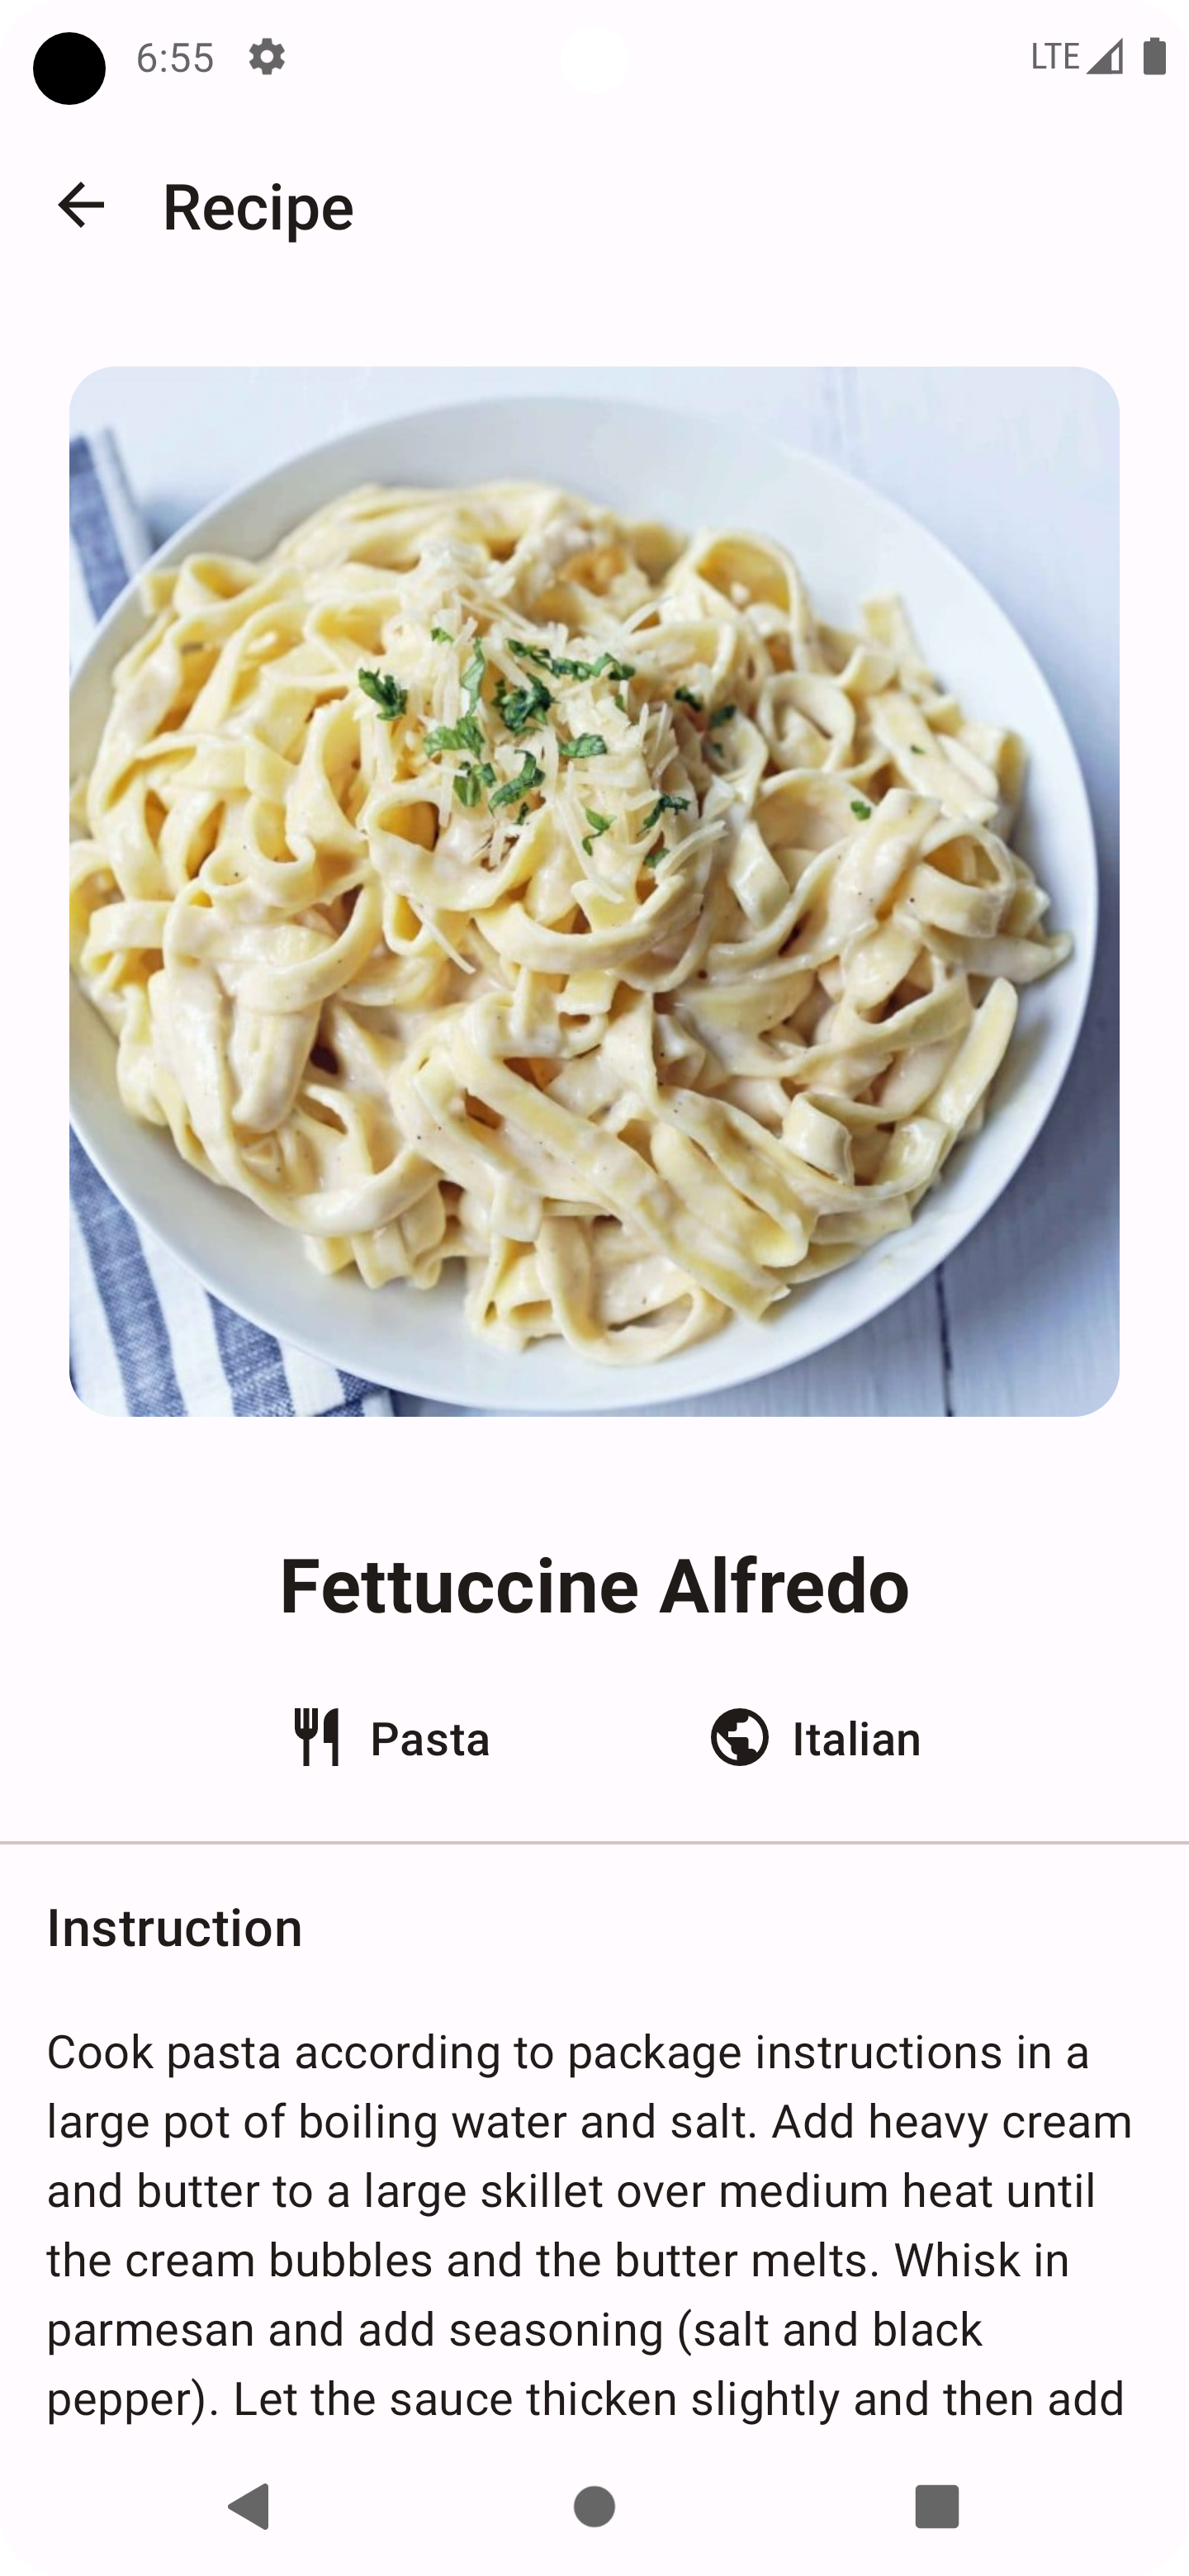 6:55
LTE
Recipe
Fettuccine Alfredo
Pasta
Italian
Instruction
Cook pasta according to package instructions in a
large pot of boiling water and salt. Add heavy cream
and butter to a large skillet over medium heat until
the cream bubbles and the butter melts. Whisk in
parmesan and add seasoning (salt and black
pepper). Let the sauce thicken slightly and then add